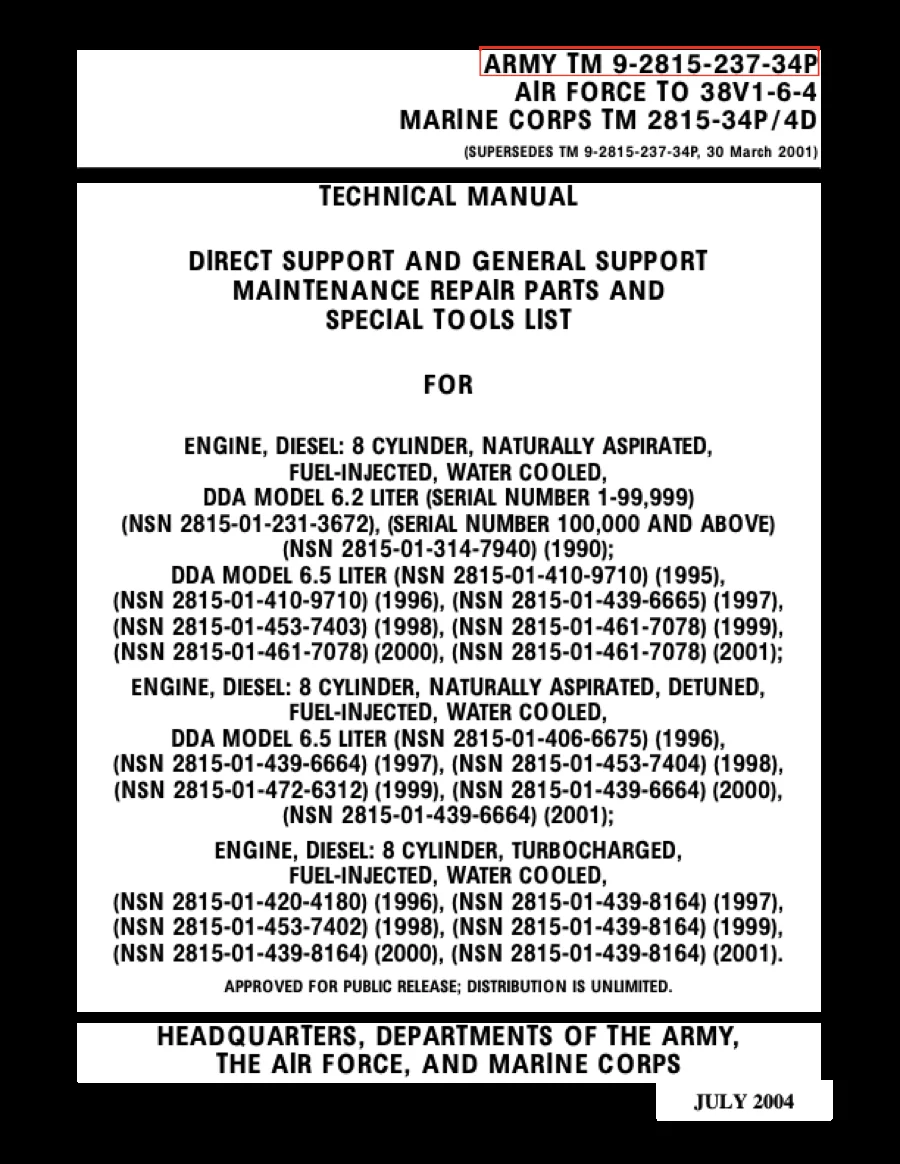 ARMY TM 9-2815-237-34P
AIR FORCE TO 38V1-6-4
MARINE CORPS TM 2815-34P/4D
(SUPERSEDES TM 9-2815-237-34P, 30 March 2001)
TECHNICAL MANUAL
DIRECT SUPPORT AND GENERAL SUPPORT
MAINTENANCE REPAIR PARTS AND
SPECIAL TOOLS LIST
FOR
ENGINE, DIESEL: 8 CYLINDER, NATURALLY ASPIRATED,
FUEL-INJECTED, WATER COOLED,
DDA MODEL 6.2 LITER (SERIAL NUMBER 1-99,999)
(NSN 2815-01-231-3672), (SERIAL NUMBER 100,000 AND ABOVE)
(NSN 2815-01-314-7940) (1990);
DDA MODEL 6.5 LITER (NSN 2815-01-410-9710) (1995),
(NSN 2815-01-410-9710) (1996), (NSN 2815-01-439-6665) (1997),
(NSN 2815-01-453-7403) (1998), (NSN 2815-01-461-7078) (1999),
(NSN 2815-01-461-7078) (2000), (NSN 2815-01-461-7078) (2001);
ENGINE, DIESEL: 8 CYLINDER, NATURALLY ASPIRATED, DETUNED,
FUEL-INJECTED, WATER COOLED,
DDA MODEL 6.5 LITER (NSN 2815-01-406-6675) (1996),
(NSN 2815-01-439-6664) (1997), (NSN 2815-01-453-7404) (1998),
(NSN 2815-01-472-6312) (1999), (NSN 2815-01-439-6664) (2000),
(NSN 2815-01-439-6664) (2001);
ENGINE, DIESEL: 8 CYLINDER, TURBOCHARGED,
FUEL-INJECTED, WATER COOLED,
(NSN 2815-01-420-4180) (1996), (NSN 2815-01-439-8164) (1997),
(NSN 2815-01-453-7402) (1998), (NSN 2815-01-439-8164) (1999),
(NSN 2815-01-439-8164) (2000), (NSN 2815-01-439-8164) (2001).
APPROVED FOR PUBLIC RELEASE; DISTRIBUTION IS UNLIMITED.
HEADQUARTERS, DEPARTMENTS OF THE ARMY,
THE AIR FORCE, AND MARINE CORPS
JULY 2004